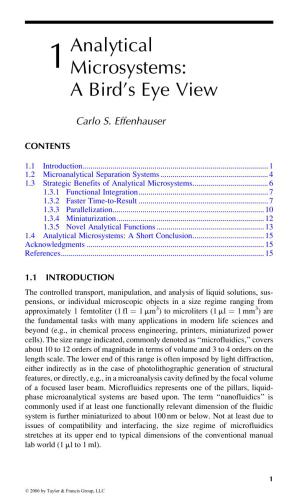 1 Analytical
Microsystems:
A Bird's Eye View
Carlo S. Effenhauser
CONTENTS
1.1 Introduction..........1
1.2 Microanalytical Separation Systems..........4
1.3 Strategic Benefits of Analytical Microsystems..........6
1.3.1 Functional Integration..........7
1.3.2 Faster Time-to-Result..........7
1.3.3 Parallelization..........10
1.3.4 Miniaturization..........12
1.3.5 Novel Analytical Functions..........13
1.4 Analytical Microsystems: A Short Conclusion..........15
Acknowledgments..........15
References..........15
1.1 INTRODUCTION
The controlled transport, manipulation, and analysis of liquid solutions, sus-
pensions, or individual microscopic objects in a size regime ranging from
approximately 1 femtoliter (1 fl = 1 μm³) to microliters (1 μl = 1 mm³) are
the fundamental tasks with many applications in modern life sciences and
beyond (e.g., in chemical process engineering, printers, miniaturized power
cells). The size range indicated, commonly denoted as "microfluidics," covers
about 10 to 12 orders of magnitude in terms of volume and 3 to 4 orders on the
length scale. The lower end of this range is often imposed by light diffraction,
either indirectly as in the case of photolithographic generation of structural
features, or directly, e.g., in a microanalysis cavity defined by the focal volume
of a focused laser beam. Microfluidics represents one of the pillars, liquid-
phase microanalytical systems are based upon. The term "nanofluidics" is
commonly used if at least one functionally relevant dimension of the fluidic
system is further miniaturized to about 100 nm or below. Not at least due to
issues of compatibility and interfacing, the size regime of microfluidics
stretches at its upper end to typical dimensions of the conventional manual
lab world (1 μl to 1 ml).
1
© 2006 by Taylor & Francis Group, LLC